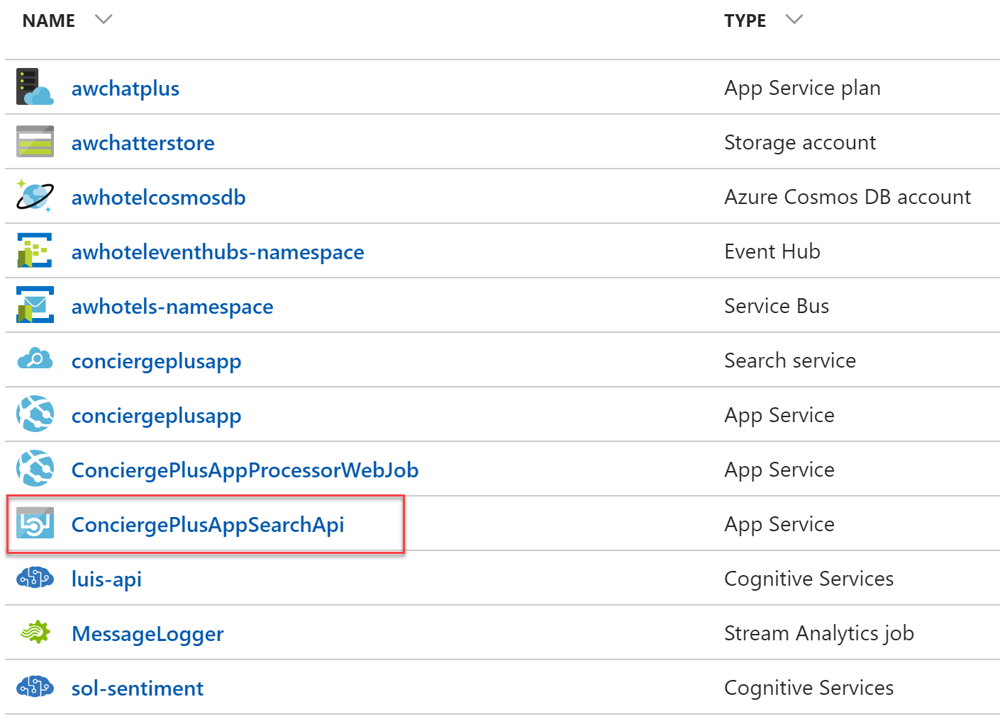 NAME TYPE
awchatplus App Service plan
awchatterstore Storage account
awhotelcosmosdb Azure Cosmos DB account
awhoteleventhubs-namespace Event Hub
awhotels-namespace Service Bus
conciergeplusapp Search service
conciergeplusapp App Service
ConciergePlusAppProcessorWebJob App Service
ConciergePlusAppSearchApi App Service
luis-api Cognitive Services
MessageLogger Stream Analytics job
sol-sentiment Cognitive Services